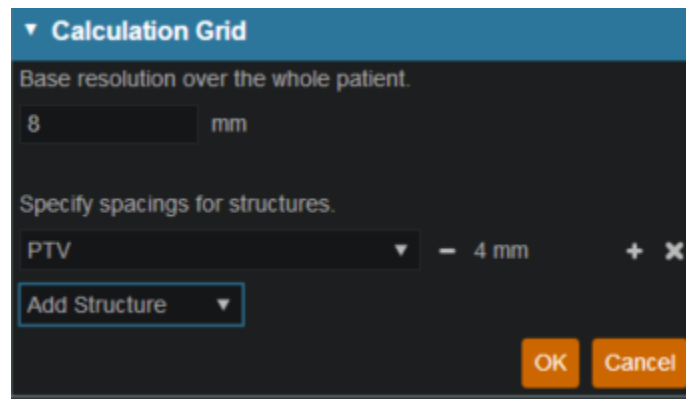 Calculation Grid
Base resolution over the whole patient.
8 mm
Specify spacings for structures.
PTV 4 mm
Add Structure
OK Cancel